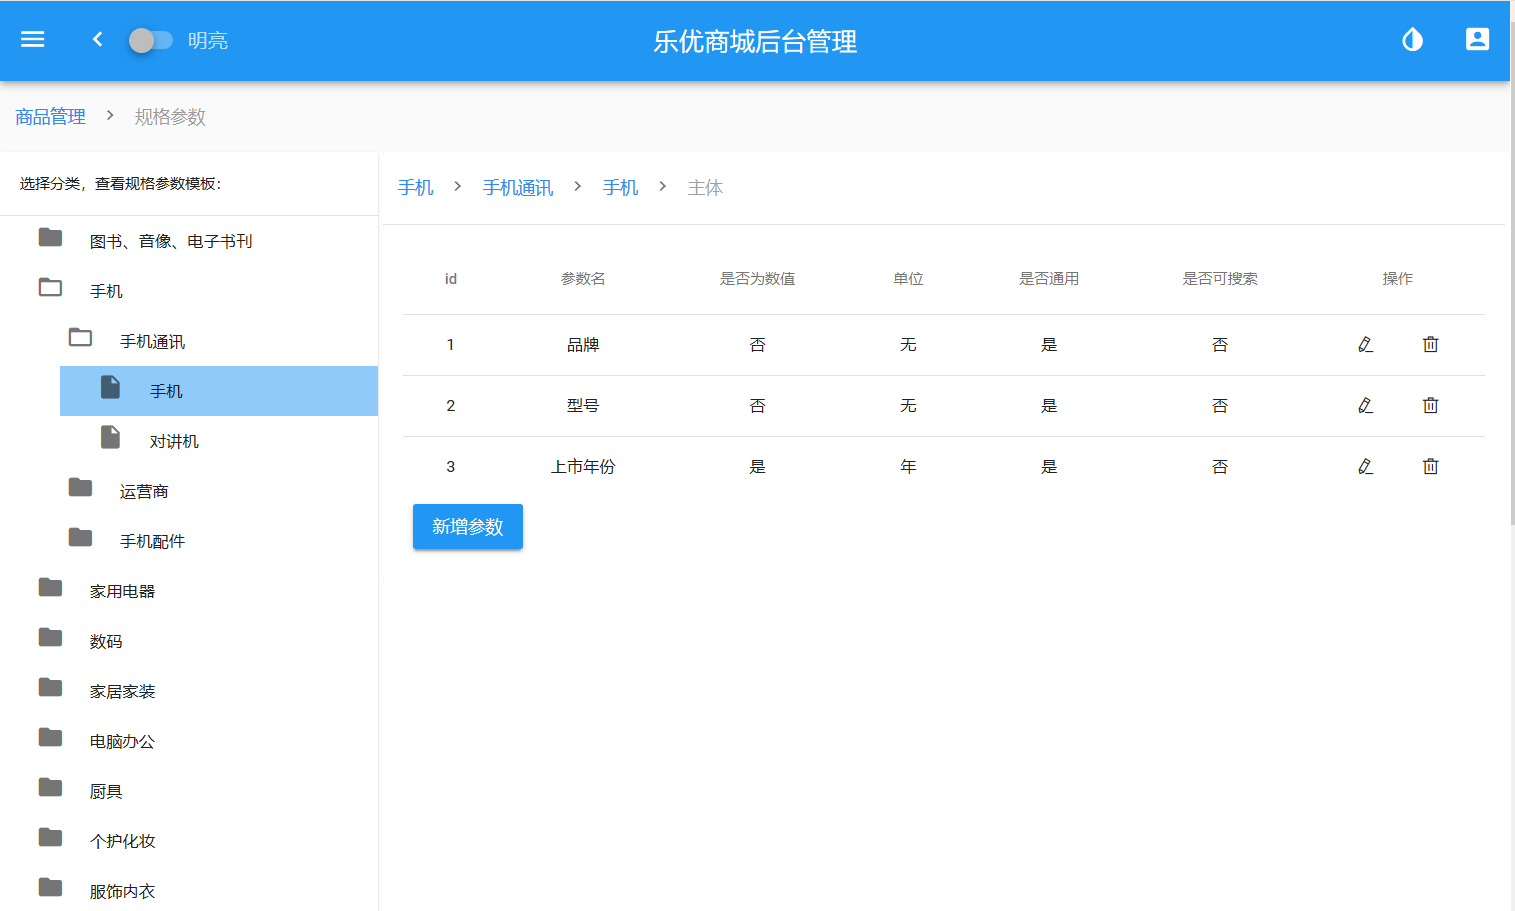 明亮
乐优商城后台管理
商品管理 > 规格参数
选择分类，查看规格参数模板：
图书、音像、电子书刊
手机
手机通讯
手机
对讲机
运营商
手机配件
家用电器
数码
家居家装
电脑办公
厨具
个护化妆
服饰内衣
手机 > 手机通讯 > 手机 > 主体
id 参数名 是否为数值 单位 是否通用 是否可搜索 操作
1 品牌 否 无 是 否
2 型号 否 无 是 否
3 上市年份 是 年 是 否
新增参数